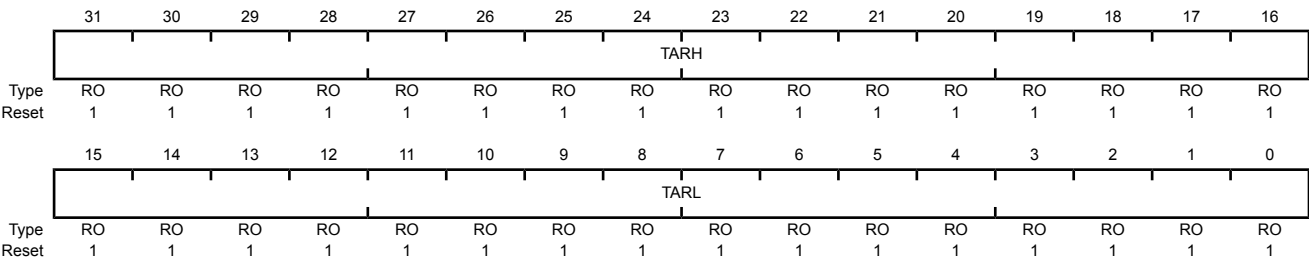 31 30 29 28 27 26 25 24 23 22 21 20 19 18 17 16
TARH
Type RO RO RO RO RO RO RO RO RO RO RO RO RO RO RO RO
Reset 1 1 1 1 1 1 1 1 1 1 1 1 1 1 1 1
15 14 13 12 11 10 9 8 7 6 5 4 3 2 1 0
TARL
Type RO RO RO RO RO RO RO RO RO RO RO RO RO RO RO RO
Reset 1 1 1 1 1 1 1 1 1 1 1 1 1 1 1 1